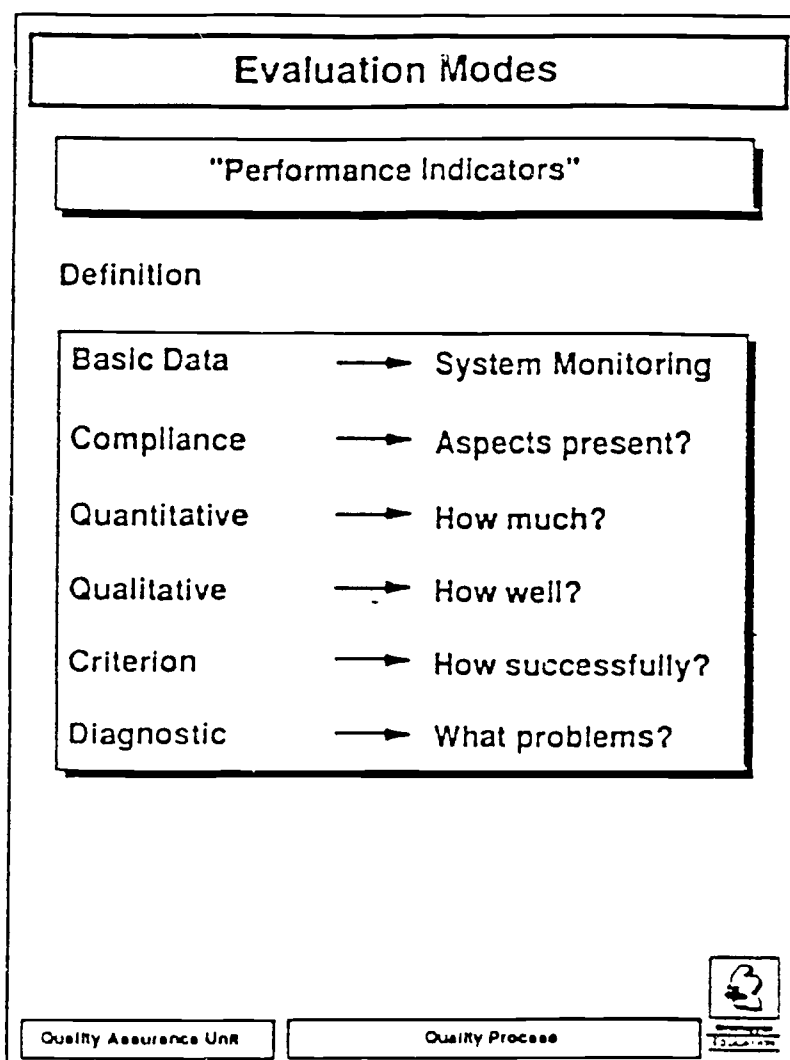 Evaluation Modes
"Performance Indicators"
Definition
Basic Data → System Monitoring
Compliance → Aspects present?
Quantitative → How much?
Qualitative → How well?
Criterion → How successfully?
Diagnostic → What problems?
Quality Assurance Unit
Quality Process
EDUCATION